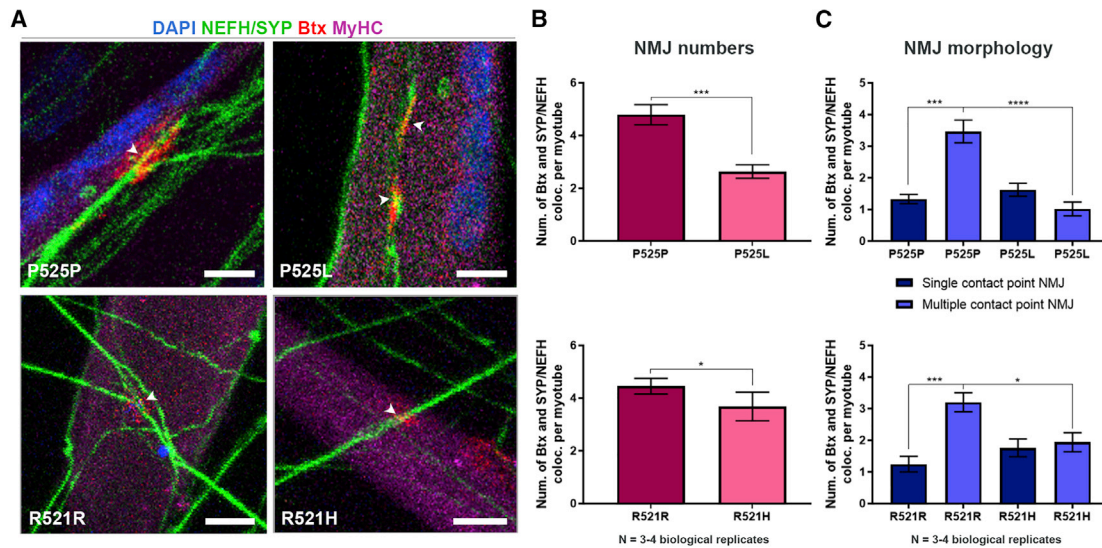 A
DAPI NEFH/SYP Btx MyHC
P525P
P525L
R521R
R521H
B
NMJ numbers
Num. of Btx and SYP/NEFH
coloc. per myotube
6
4
2
0
***
P525P
P525L
Num. of Btx and SYP/NEFH
coloc. per myotube
6
4
2
0
*
R521R
R521H
N = 3-4 biological replicates
C
NMJ morphology
Num. of Btx and SYP/NEFH
coloc. per myotube
5
4
3
2
1
0
***
****
P525P
P525P
P525L
P525L
Single contact point NMJ
Multiple contact point NMJ
Num. of Btx and SYP/NEFH
coloc. per myotube
5
4
3
2
1
0
***
*
R521R
R521R
R521H
R521H
N = 3-4 biological replicates